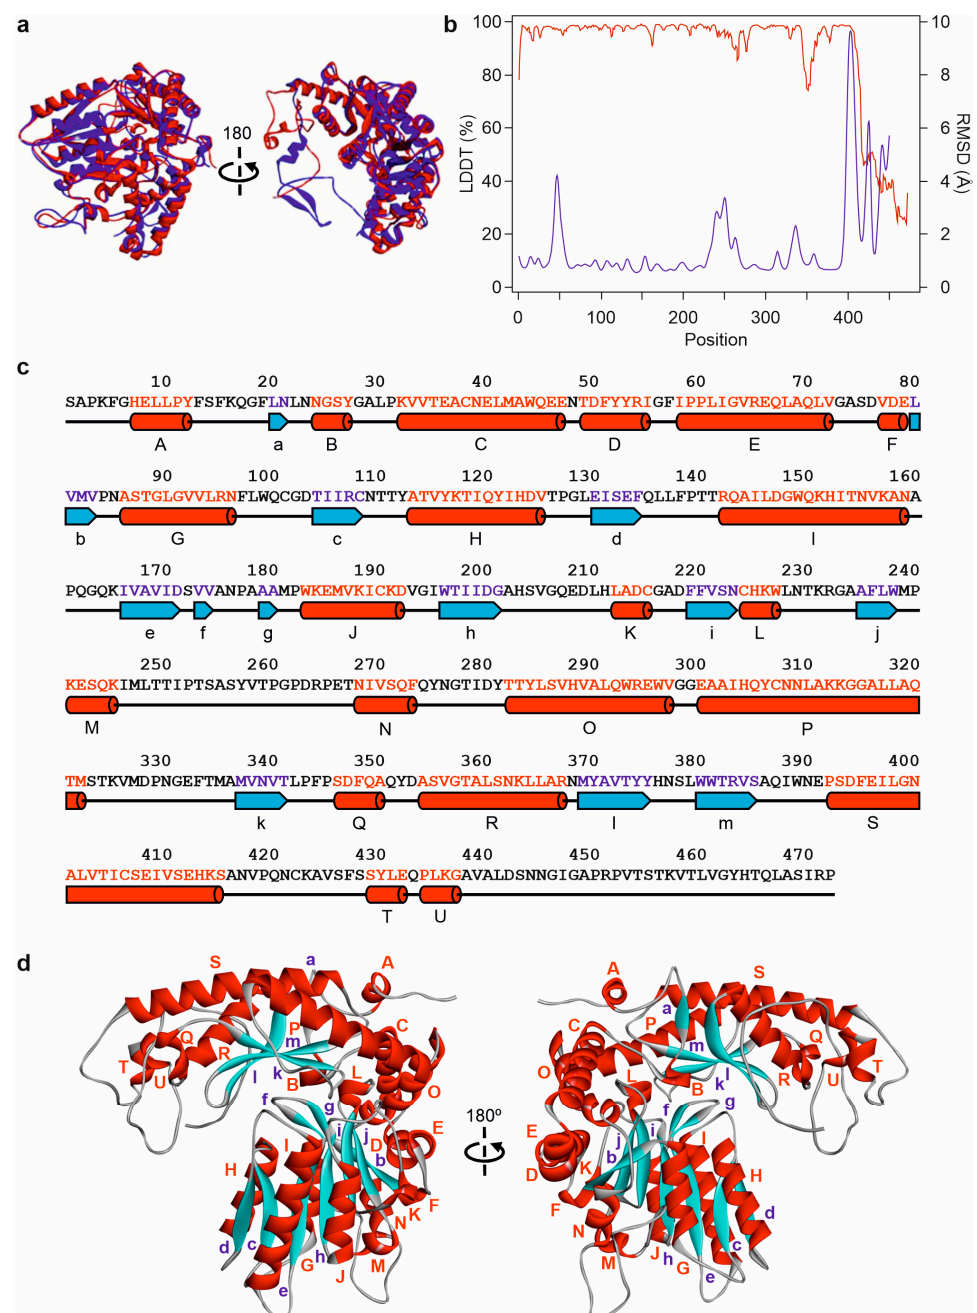 a
180
b
100
80
60
40
20
0
LDDT (%)
10
8
6
4
2
0
RMSD (Å)
0 100 200 300 400
Position
c
10 20 30 40 50 60 70 80
SAPKFGHELLPYFSFKQGFLNLNNGSYGALPKVVTEACNELMAWQEENTDFYYRIGFIPPLIGVREQLAQLVGASDVDEL
A a B C D E F
90 100 110 120 130 140 150 160
VMVPNASTGLGVVLRNFLWQCGDTIIRCNTTYATVYKTIQYIHDVTPGLEISEFQLLFPTTRQAILDGWQKHITNVKANA
b G c H d I
170 180 190 200 210 220 230 240
PQGQKIVAVIDSVVANPAAAMPWKEMVKICKDVGIWTIIDGAHSVGQEDLHLADCGADFFVSNCHKWLNTKRGAAFLWMP
e f g J h K i L j
250 260 270 280 290 300 310 320
KESQKIMLTTIPTSASYVTPGPDRPETNIVSQFQYNGTIDYTTYLSVHVALQWREWVGGEAAIHQYCNNLAKKGGALLAQ
M N O P
330 340 350 360 370 380 390 400
TMSTKVMDPNGEFTMAMVNVTLPFPSDFQAQYDASVGTALSNKLLARNMYAVTYYHNSLWWTRVSAQIWNEPSDFEILGN
k Q R l m S
410 420 430 440 450 460 470
ALVTICSEIVSEHKSANVPQNCKAVSFSSYLEQPLKGAVALDSNNGIGAPRPVTSTKVTLVGYHTQLASIRP
T U
d
S a A
Q P C
T U R m
l k B L O
f g
i j D E
I b
H
N K F
d c G h J M
e
180º
A S
a
C P Q
O m R U T
L B k l
f g
E j i I
D K b H
F d
N
M J h G c
e